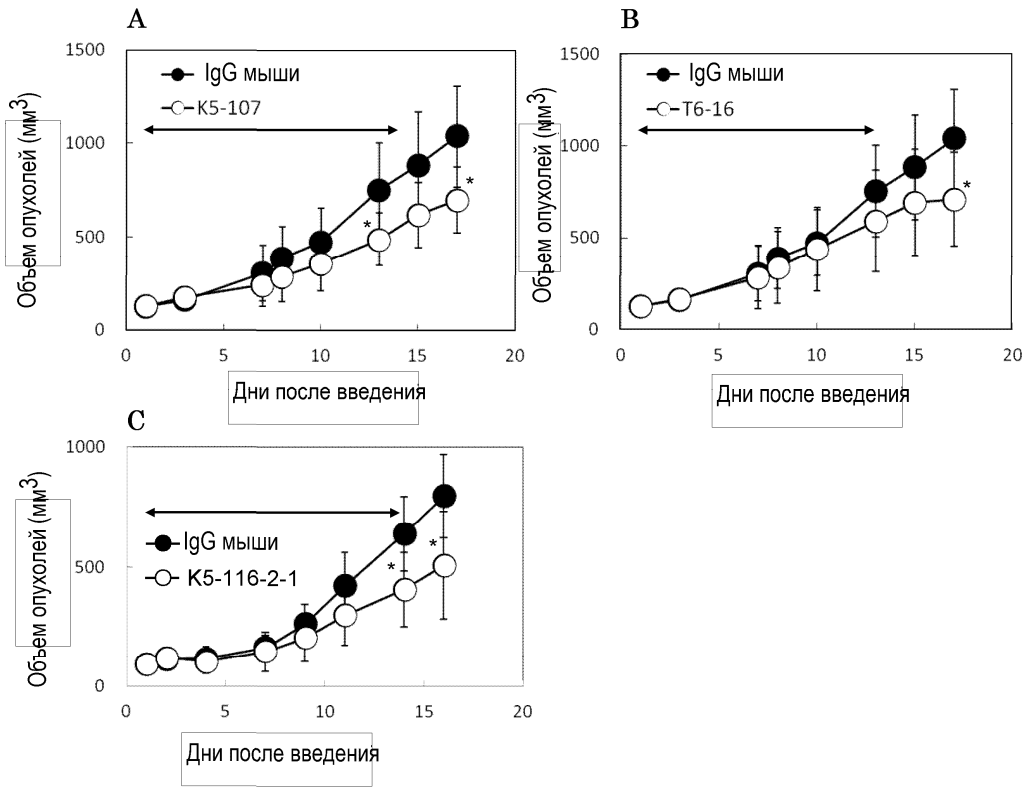 A
1500
1000
500
0
0 5 10 15 20
IgG мыши
K5-107
*
*
Объем опухолей (мм3)
Дни после введения
B
1500
1000
500
0
0 5 10 15 20
IgG мыши
T6-16
*
Объем опухолей (мм3)
Дни после введения
C
1000
500
0
0 5 10 15 20
IgG мыши
K5-116-2-1
*
*
Объем опухолей (мм3)
Дни после введения